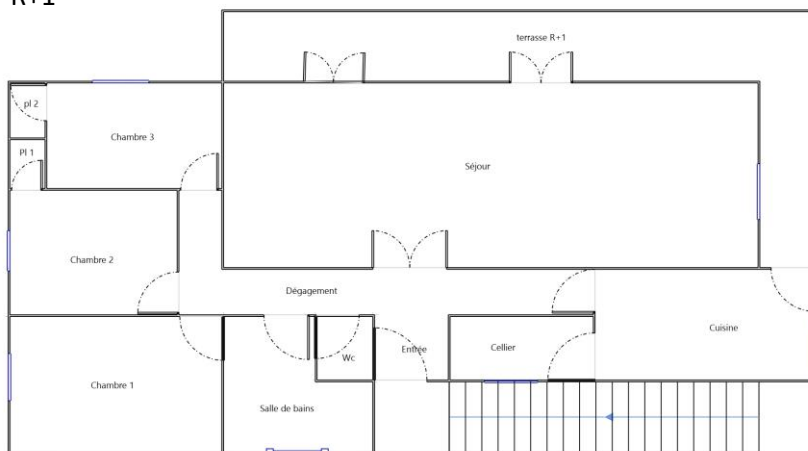 R+1
terrasse R+1
pl 2
Chambre 3
Pl 1
Séjour
Chambre 2
Dégagement
Cuisine
Wc
Entrée
Cellier
Chambre 1
Salle de bains